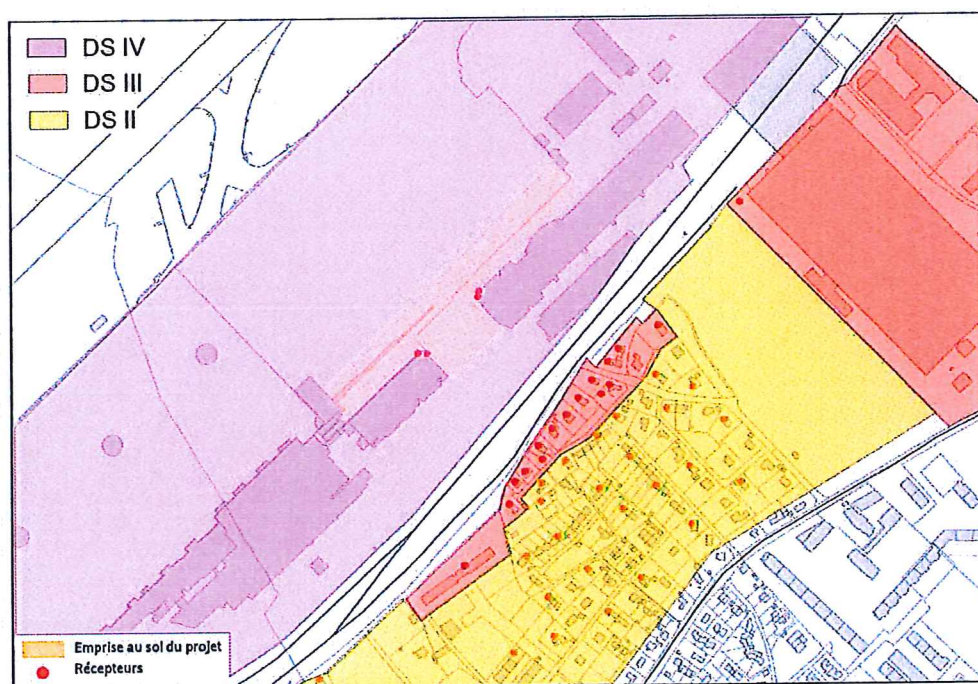 DS IV
DS III
DS II
Emprise au sol du projet
Récepteurs